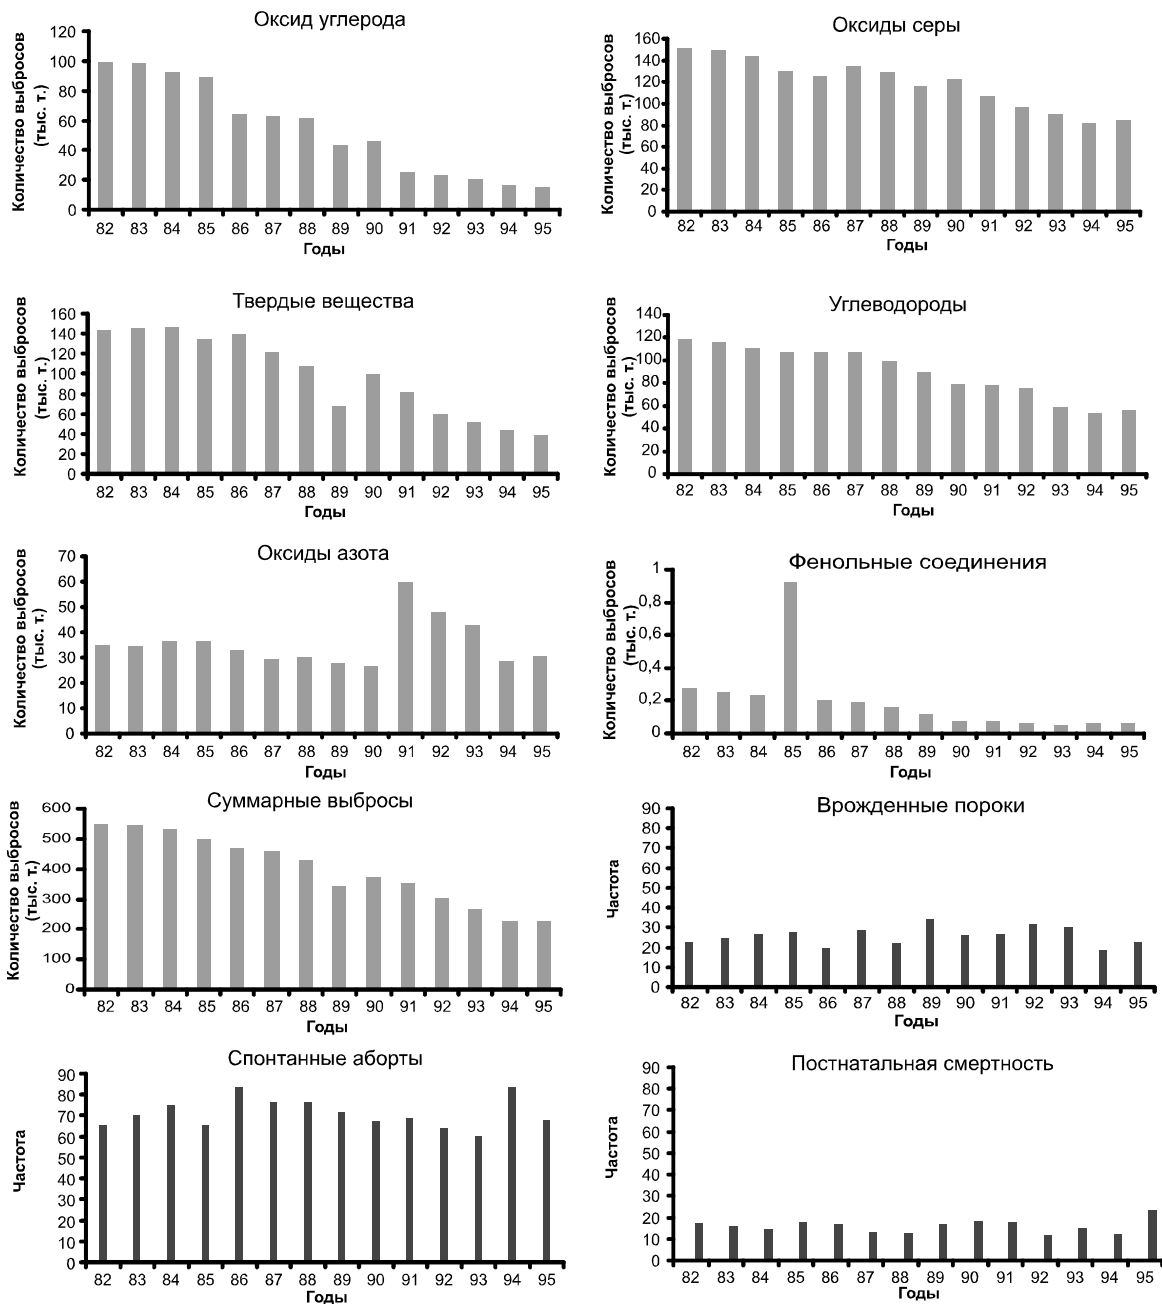 Оксид углерода
Количество выбросов
(тыс. т.)
120
100
80
60
40
20
0
82 83 84 85 86 87 88 89 90 91 92 93 94 95
Годы
Оксиды серы
Количество выбросов
(тыс. т.)
160
140
120
100
80
60
40
20
0
82 83 84 85 86 87 88 89 90 91 92 93 94 95
Годы
Твердые вещества
Количество выбросов
(тыс. т.)
160
140
120
100
80
60
40
20
0
82 83 84 85 86 87 88 89 90 91 92 93 94 95
Годы
Углеводороды
Количество выбросов
(тыс. т.)
140
120
100
80
60
40
20
0
82 83 84 85 86 87 88 89 90 91 92 93 94 95
Годы
Оксиды азота
Количество выбросов
(тыс. т.)
70
60
50
40
30
20
10
0
82 83 84 85 86 87 88 89 90 91 92 93 94 95
Годы
Фенольные соединения
Количество выбросов
(тыс. т.)
1
0,8
0,6
0,4
0,2
0
82 83 84 85 86 87 88 89 90 91 92 93 94 95
Годы
Суммарные выбросы
Количество выбросов
(тыс. т.)
600
500
400
300
200
100
0
82 83 84 85 86 87 88 89 90 91 92 93 94 95
Годы
Врожденные пороки
Частота
90
80
70
60
50
40
30
20
10
0
82 83 84 85 86 87 88 89 90 91 92 93 94 95
Годы
Спонтанные аборты
Частота
90
80
70
60
50
40
30
20
10
0
82 83 84 85 86 87 88 89 90 91 92 93 94 95
Годы
Постнатальная смертность
Частота
90
80
70
60
50
40
30
20
10
0
82 83 84 85 86 87 88 89 90 91 92 93 94 95
Годы